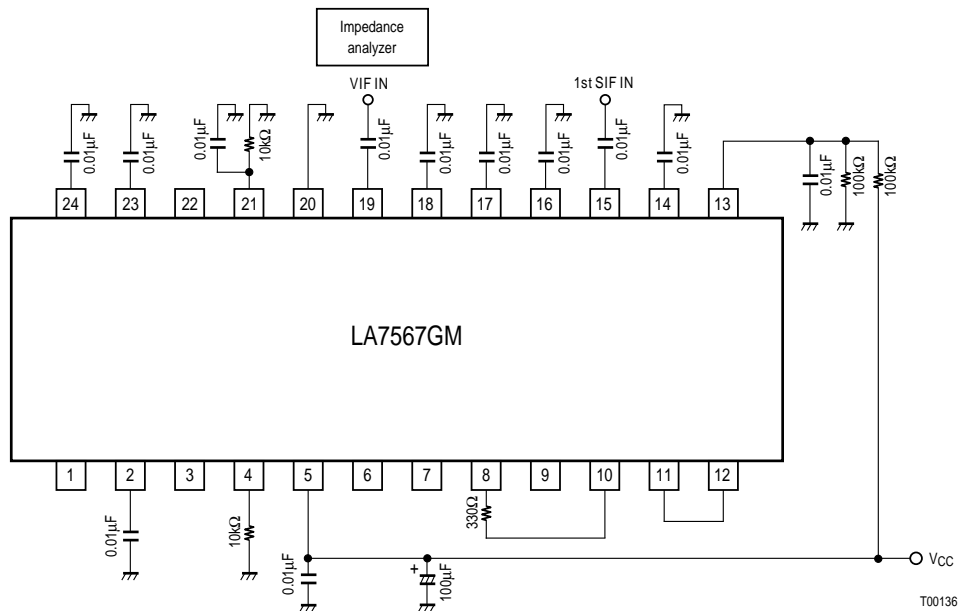 Impedance
analyzer
VIF IN
1st SIF IN
0.01µF
0.01µF
0.01µF
10kΩ
0.01µF
0.01µF
0.01µF
0.01µF
0.01µF
0.01µF
0.01µF
100kΩ
100kΩ
24 23 22 21 20 19 18 17 16 15 14 13
LA7567GM
1 2 3 4 5 6 7 8 9 10 11 12
0.01µF
10kΩ
330Ω
0.01µF
+
100µF
VCC
T00136